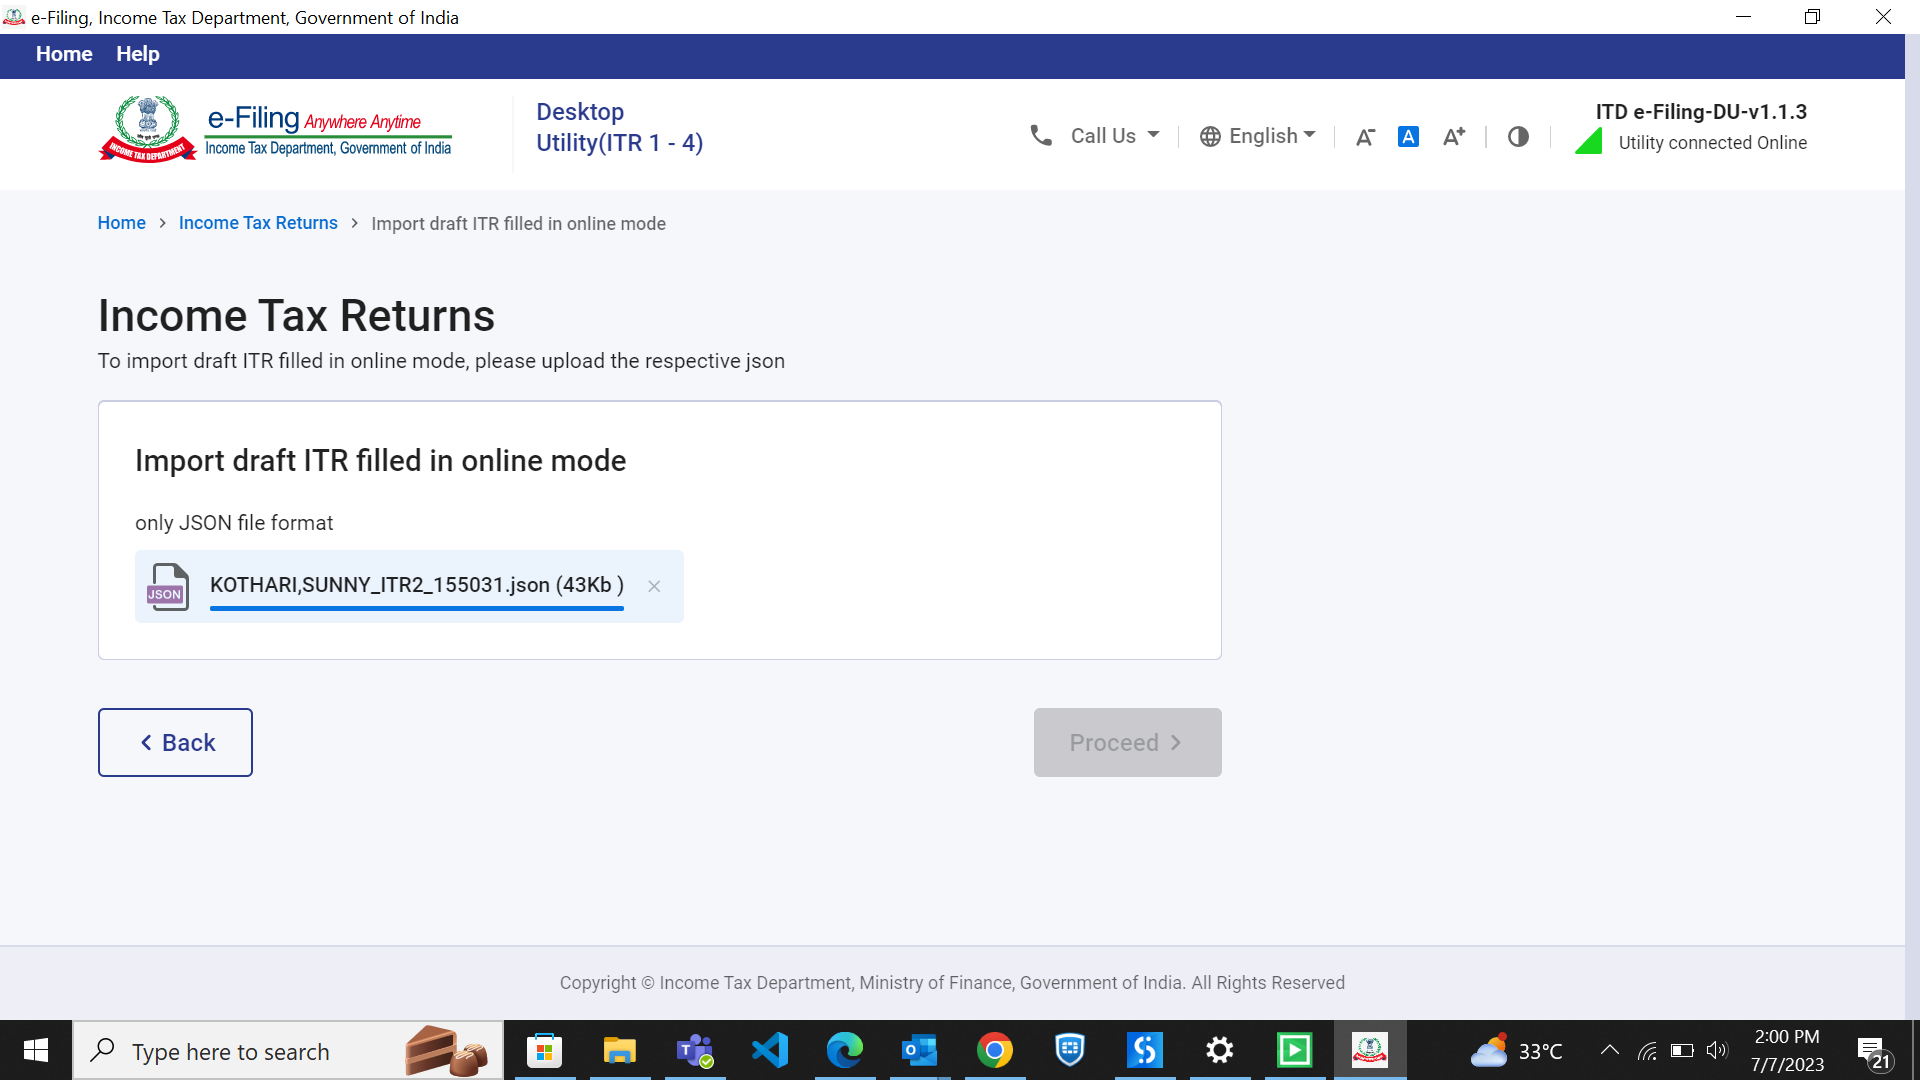 e-Filing, Income Tax Department, Government of India
Home Help
e-Filing Anywhere Anytime
Income Tax Department, Government of India
INCOME TAX DEPARTMENT
Desktop
Utility(ITR 1 - 4)
Call Us
English
A-
A
A+
ITD e-Filing-DU-v1.1.3
Utility connected Online
Home > Income Tax Returns > Import draft ITR filled in online mode
Income Tax Returns
To import draft ITR filled in online mode, please upload the respective json
Import draft ITR filled in online mode
only JSON file format
JSON
KOTHARI,SUNNY_ITR2_155031.json (43Kb )
Back
Proceed
Copyright © Income Tax Department, Ministry of Finance, Government of India. All Rights Reserved
Type here to search
33°C
2:00 PM
7/7/2023
21